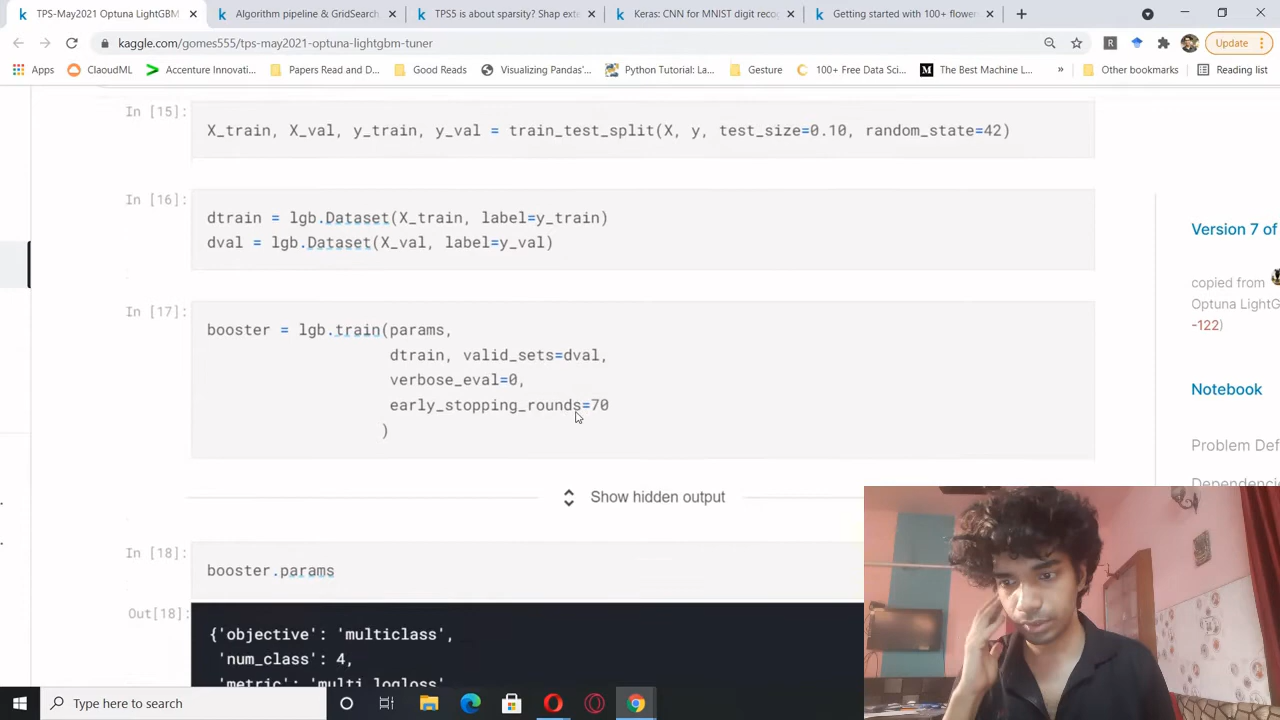 TPS-May2021 Optuna LightGBM
Algorithm pipeline & GridSearch
TPS5 is about sparsity? Shap ext
Keras: CNN for MNIST digit reco
Getting started with 100+ flower
kaggle.com/gomes555/tps-may2021-optuna-lightgbm-tuner
Update
Apps
ClaoudML
Accenture Innovati...
Papers Read and D...
Good Reads
Visualizing Pandas'...
Python Tutorial: La...
Gesture
100+ Free Data Sci...
The Best Machine L...
»
Other bookmarks
Reading list
In [15]:
X_train, X_val, y_train, y_val = train_test_split(X, y, test_size=0.10, random_state=42)
In [16]:
dtrain = lgb.Dataset(X_train, label=y_train)
dval = lgb.Dataset(X_val, label=y_val)
In [17]:
booster = lgb.train(params,
dtrain, valid_sets=dval,
verbose_eval=0,
early_stopping_rounds=70
)
Show hidden output
In [18]:
booster.params
Out[18]:
{'objective': 'multiclass',
'num_class': 4,
'metric': 'multi_logloss'
Version 7 of
copied from
Optuna LightG
-122)
Notebook
Problem Def
Dependencie
Type here to search